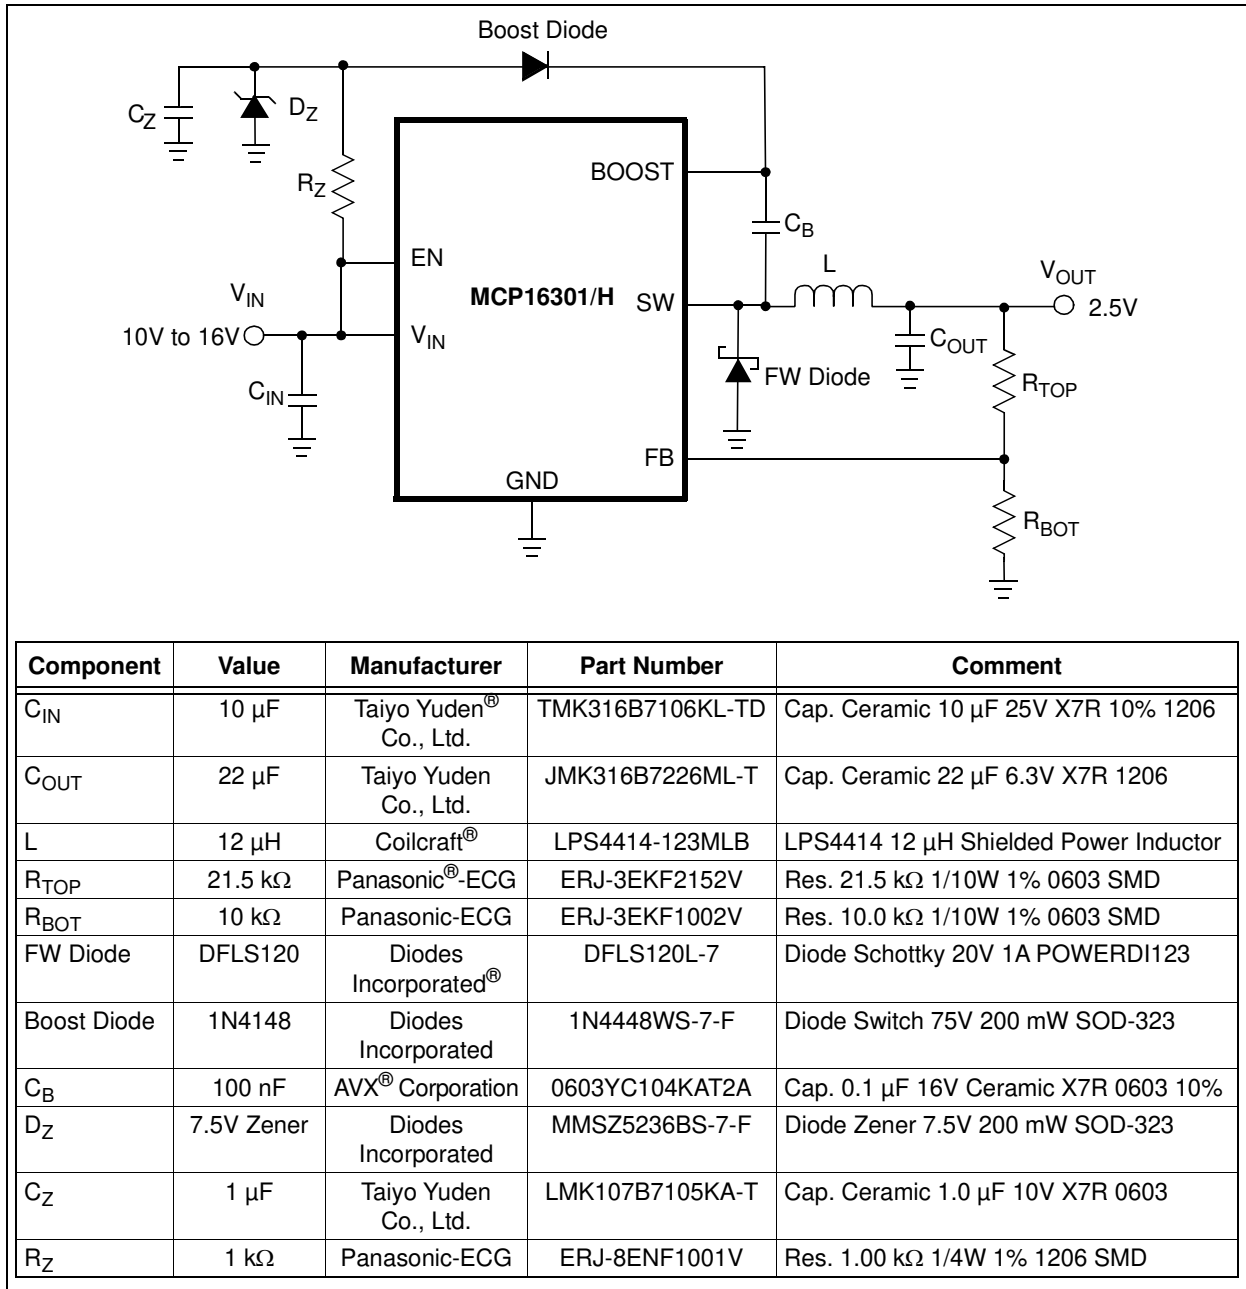 Boost Diode
C_Z
D_Z
R_Z
BOOST
C_B
EN
L
V_OUT
V_IN
MCP16301/H
SW
2.5V
10V to 16V
V_IN
C_OUT
FW Diode
R_TOP
C_IN
FB
GND
R_BOT
Component Value Manufacturer Part Number Comment
C_IN 10 µF Taiyo Yuden® Co., Ltd. TMK316B7106KL-TD Cap. Ceramic 10 µF 25V X7R 10% 1206
C_OUT 22 µF Taiyo Yuden Co., Ltd. JMK316B7226ML-T Cap. Ceramic 22 µF 6.3V X7R 1206
L 12 µH Coilcraft® LPS4414-123MLB LPS4414 12 µH Shielded Power Inductor
R_TOP 21.5 kΩ Panasonic®-ECG ERJ-3EKF2152V Res. 21.5 kΩ 1/10W 1% 0603 SMD
R_BOT 10 kΩ Panasonic-ECG ERJ-3EKF1002V Res. 10.0 kΩ 1/10W 1% 0603 SMD
FW Diode DFLS120 Diodes Incorporated® DFLS120L-7 Diode Schottky 20V 1A POWERDI123
Boost Diode 1N4148 Diodes Incorporated 1N4448WS-7-F Diode Switch 75V 200 mW SOD-323
C_B 100 nF AVX® Corporation 0603YC104KAT2A Cap. 0.1 µF 16V Ceramic X7R 0603 10%
D_Z 7.5V Zener Diodes Incorporated MMSZ5236BS-7-F Diode Zener 7.5V 200 mW SOD-323
C_Z 1 µF Taiyo Yuden Co., Ltd. LMK107B7105KA-T Cap. Ceramic 1.0 µF 10V X7R 0603
R_Z 1 kΩ Panasonic-ECG ERJ-8ENF1001V Res. 1.00 kΩ 1/4W 1% 1206 SMD